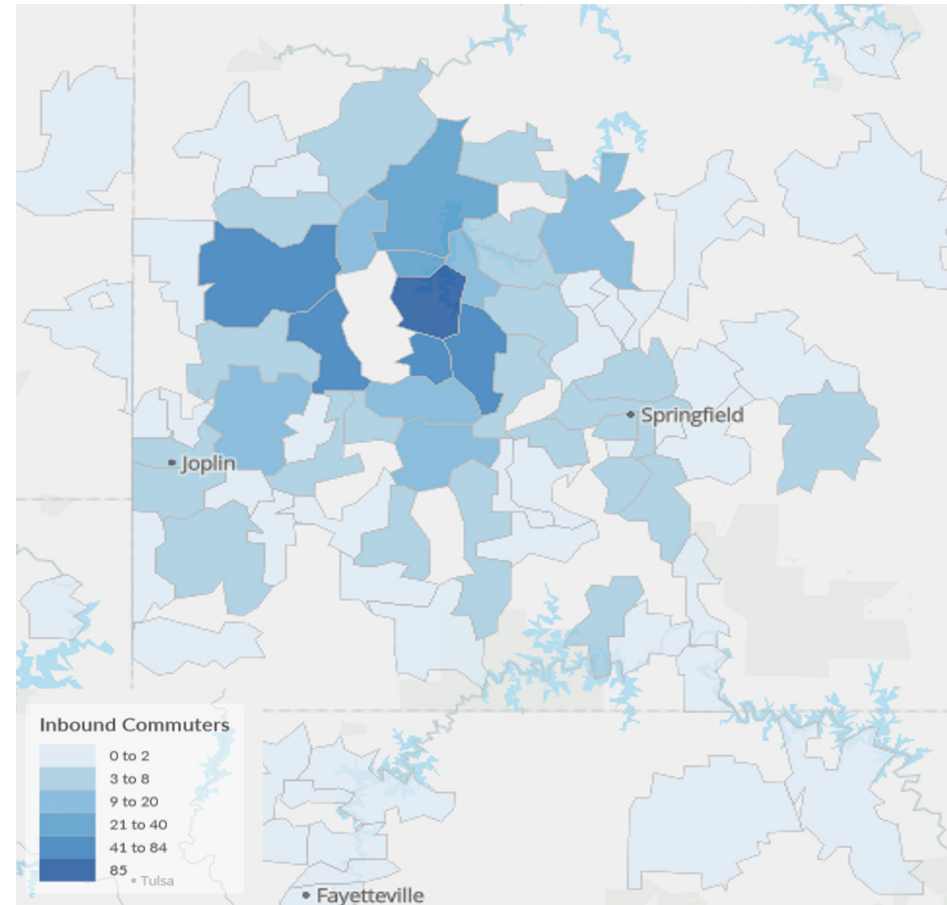 Springfield
Joplin
Inbound Commuters
0 to 2
3 to 8
9 to 20
21 to 40
41 to 84
85
Tulsa
Fayetteville